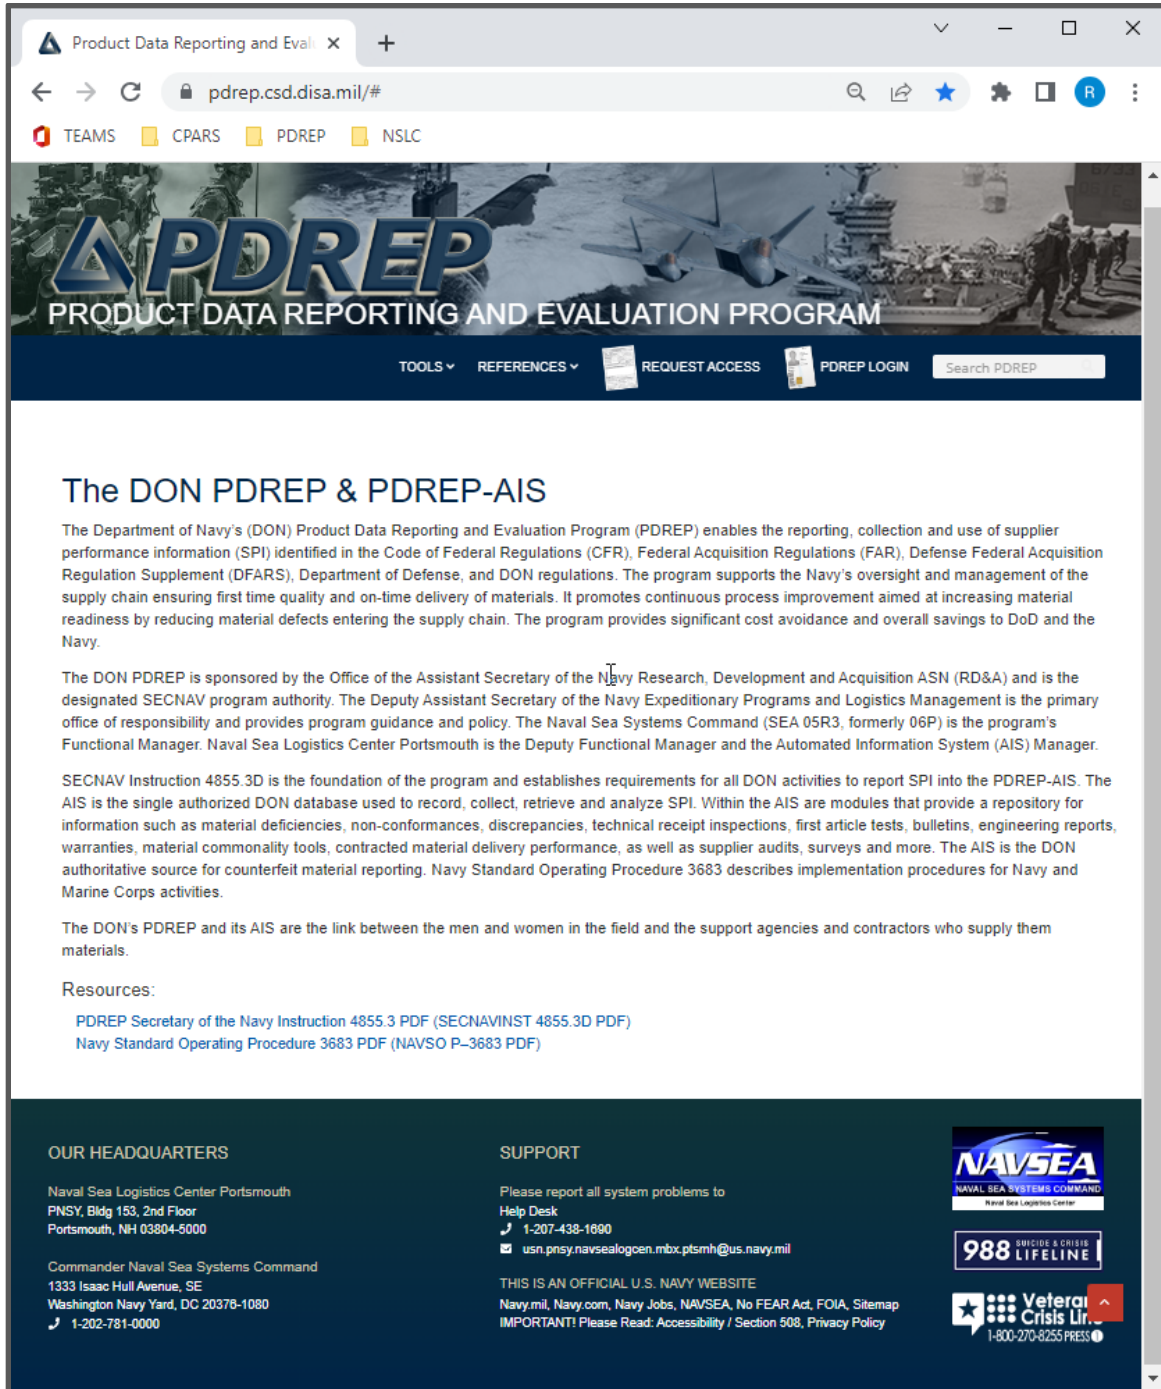 Product Data Reporting and Eval
pdrep.csd.disa.mil/#
R
TEAMS CPARS PDREP NSLC
PDREP
PRODUCT DATA REPORTING AND EVALUATION PROGRAM
TOOLS REFERENCES REQUEST ACCESS PDREP LOGIN Search PDREP
The DON PDREP & PDREP-AIS
The Department of Navy's (DON) Product Data Reporting and Evaluation Program (PDREP) enables the reporting, collection and use of supplier
performance information (SPI) identified in the Code of Federal Regulations (CFR), Federal Acquisition Regulations (FAR), Defense Federal Acquisition
Regulation Supplement (DFARS), Department of Defense, and DON regulations. The program supports the Navy's oversight and management of the
supply chain ensuring first time quality and on-time delivery of materials. It promotes continuous process improvement aimed at increasing material
readiness by reducing material defects entering the supply chain. The program provides significant cost avoidance and overall savings to DoD and the
Navy.
The DON PDREP is sponsored by the Office of the Assistant Secretary of the Navy Research, Development and Acquisition ASN (RD&A) and is the
designated SECNAV program authority. The Deputy Assistant Secretary of the Navy Expeditionary Programs and Logistics Management is the primary
office of responsibility and provides program guidance and policy. The Naval Sea Systems Command (SEA 05R3, formerly 06P) is the program's
Functional Manager. Naval Sea Logistics Center Portsmouth is the Deputy Functional Manager and the Automated Information System (AIS) Manager.
SECNAV Instruction 4855.3D is the foundation of the program and establishes requirements for all DON activities to report SPI into the PDREP-AIS. The
AIS is the single authorized DON database used to record, collect, retrieve and analyze SPI. Within the AIS are modules that provide a repository for
information such as material deficiencies, non-conformances, discrepancies, technical receipt inspections, first article tests, bulletins, engineering reports,
warranties, material commonality tools, contracted material delivery performance, as well as supplier audits, surveys and more. The AIS is the DON
authoritative source for counterfeit material reporting. Navy Standard Operating Procedure 3683 describes implementation procedures for Navy and
Marine Corps activities.
The DON's PDREP and its AIS are the link between the men and women in the field and the support agencies and contractors who supply them
materials.
Resources:
PDREP Secretary of the Navy Instruction 4855.3 PDF (SECNAVINST 4855.3D PDF)
Navy Standard Operating Procedure 3683 PDF (NAVSO P–3683 PDF)
OUR HEADQUARTERS
Naval Sea Logistics Center Portsmouth
PNSY, Bldg 153, 2nd Floor
Portsmouth, NH 03804-5000
Commander Naval Sea Systems Command
1333 Isaac Hull Avenue, SE
Washington Navy Yard, DC 20376-1080
1-202-781-0000
SUPPORT
Please report all system problems to
Help Desk
1-207-438-1690
usn.pnsy.navsealogcen.mbx.ptsmh@us.navy.mil
THIS IS AN OFFICIAL U.S. NAVY WEBSITE
Navy.mil, Navy.com, Navy Jobs, NAVSEA, No FEAR Act, FOIA, Sitemap
IMPORTANT! Please Read: Accessibility / Section 508, Privacy Policy
NAVSEA
NAVAL SEA SYSTEMS COMMAND
Naval Sea Logistics Center
988 SUICIDE & CRISIS
LIFELINE
Veteran
Crisis Lin
1-800-270-8255 PRESS 1